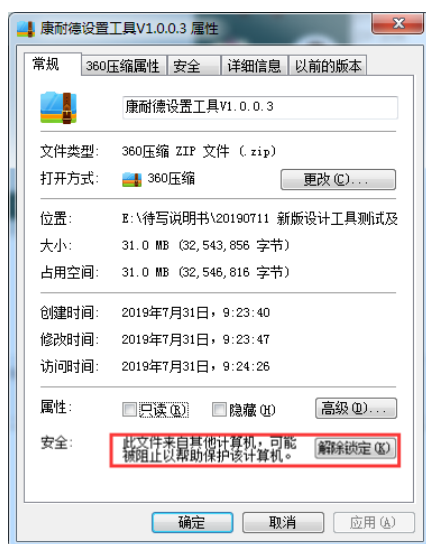 康耐德设置工具V1.0.0.3 属性
常规 360压缩属性 安全 详细信息 以前的版本
康耐德设置工具V1.0.0.3
文件类型: 360压缩 ZIP 文件 (.zip)
打开方式: 360压缩 更改(C)...
位置: E:\待写说明书\20190711 新版设计工具测试及
大小: 31.0 MB (32,543,856 字节)
占用空间: 31.0 MB (32,546,816 字节)
创建时间: 2019年7月31日，9:23:40
修改时间: 2019年7月31日，9:23:47
访问时间: 2019年7月31日，9:24:26
属性: 只读(R) 隐藏(H) 高级(D)...
安全: 此文件来自其他计算机，可能
被阻止以帮助保护该计算机。 解除锁定(K)
确定 取消 应用(A)